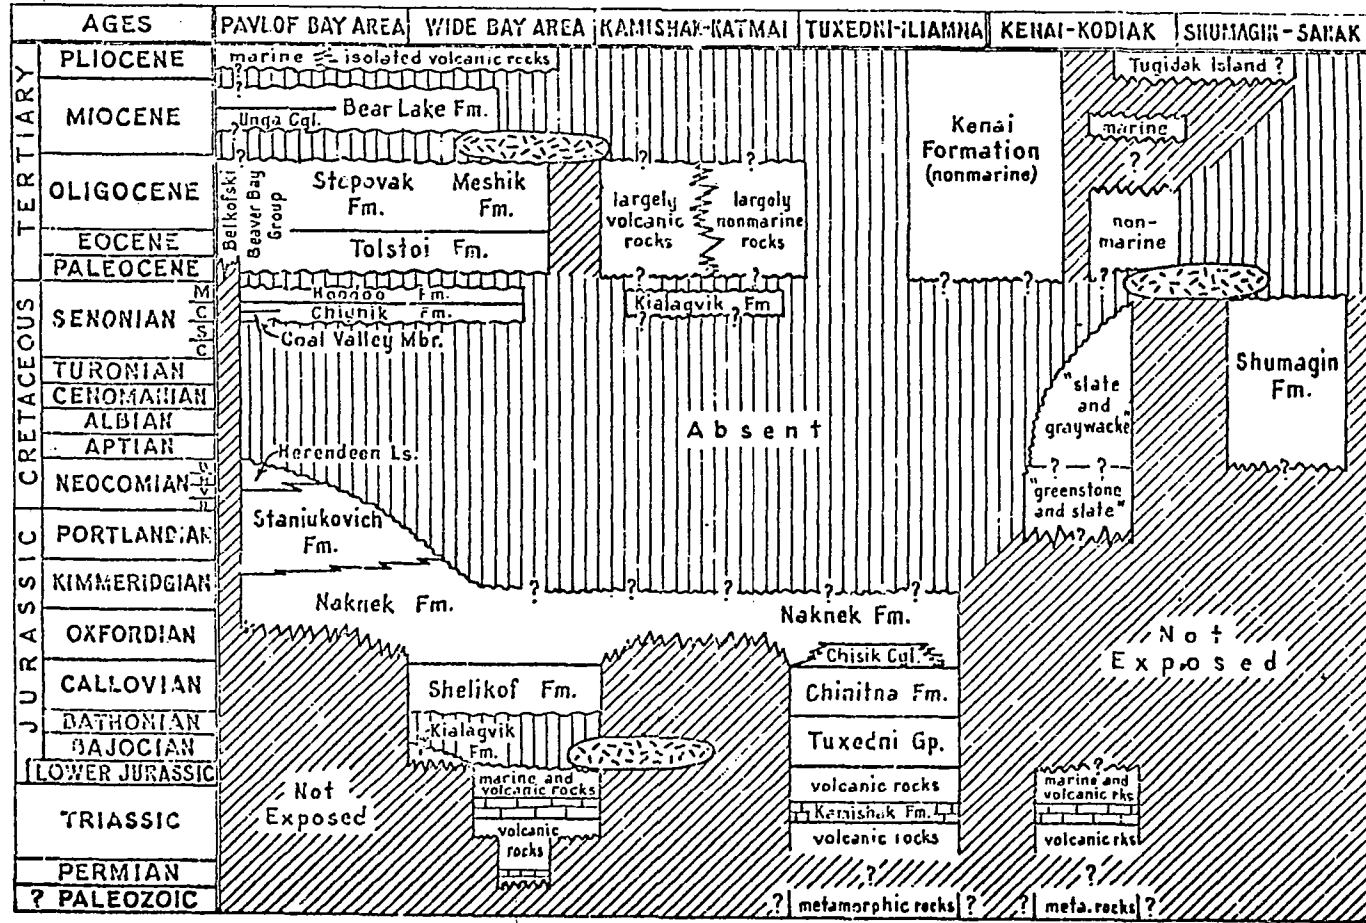 AGES PAVLOF BAY AREA WIDE BAY AREA KAMISHAK-KATMAI TUXEDNI-ILIAMNA KENAI-KODIAK SHUMAGIN-SANAK
TERTIARY
PLIOCENE
MIOCENE
OLIGOCENE
EOCENE
PALEOCENE
CRETACEOUS
SENONIAN
M
C
S
C
TURONIAN
CENOMANIAN
ALBIAN
APTIAN
NEOCOMIAN
JURASSIC
PORTLANDIAN
KIMMERIDGIAN
OXFORDIAN
CALLOVIAN
BATHONIAN
BAJOCIAN
LOWER JURASSIC
TRIASSIC
PERMIAN
? PALEOZOIC
marine isolated volcanic rocks
? ?
Bear Lake Fm.
Unga Cgl.
? ?
Belkofski
Beaver Bay
Group
Stepovak
Fm.
Meshik
Fm.
Tolstoi Fm.
Hoodoo Fm.
Chignik Fm.
Coal Valley Mbr.
Herendeen Ls.
Staniukovich
Fm.
Naknek Fm.
Shelikof Fm.
Kialagvik
Fm.
marine and
volcanic rocks
volcanic
rocks
Not
Exposed
? ?
largely
volcanic
rocks
largely
nonmarine
rocks
? ?
Kialagvik Fm
? ?
Absent
? ? ? ? ?
Naknek Fm.
Chisik Cgl.
Chinitna Fm.
Tuxedni Gp.
volcanic rocks
Kamishak Fm.
volcanic rocks
?
? metamorphic rocks ?
Kenai
Formation
(nonmarine)
? ?
Tugidak Island ?
marine
?
?
non-
marine
? ?
"slate
and
graywacke"
? ?
"greenstone
and slate"
?
Shumagin
Fm.
?
Not
Exposed
?
marine and
volcanic rks
volcanic rks
?
? meta. rocks ?